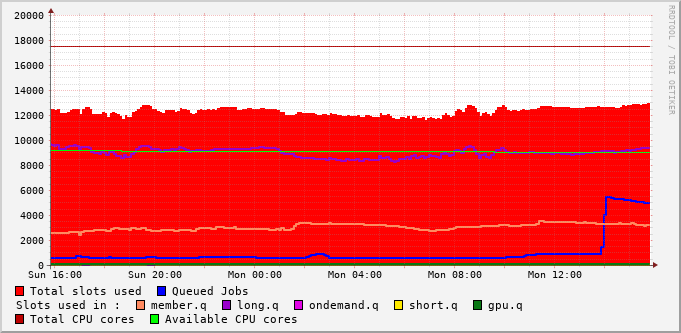 20000
18000
16000
14000
12000
10000
8000
6000
4000
2000
0
Sun 16:00 Sun 20:00 Mon 00:00 Mon 04:00 Mon 08:00 Mon 12:00
RRDTOOL / TOBI OETIKER
Total slots used Queued Jobs
Slots used in : member.q long.q ondemand.q short.q gpu.q
Total CPU cores Available CPU cores